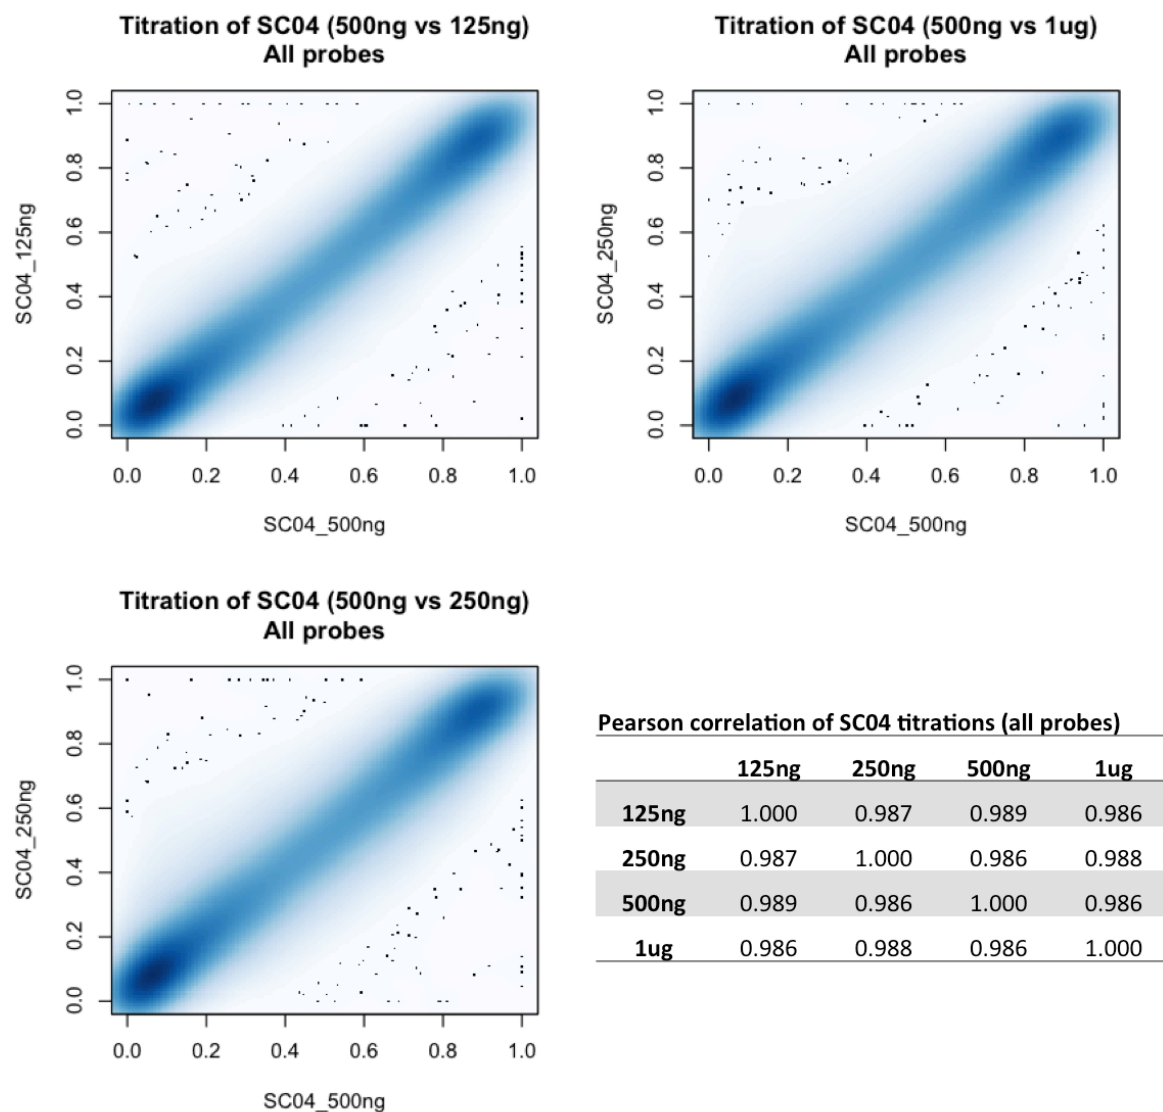 Titration of SC04 (500ng vs 125ng)
All probes
SC04_125ng
1.0
0.8
0.6
0.4
0.2
0.0
0.0 0.2 0.4 0.6 0.8 1.0
SC04_500ng
Titration of SC04 (500ng vs 1ug)
All probes
SC04_250ng
1.0
0.8
0.6
0.4
0.2
0.0
0.0 0.2 0.4 0.6 0.8 1.0
SC04_500ng
Titration of SC04 (500ng vs 250ng)
All probes
SC04_250ng
1.0
0.8
0.6
0.4
0.2
0.0
0.0 0.2 0.4 0.6 0.8 1.0
SC04_500ng
Pearson correlation of SC04 titrations (all probes)
125ng 250ng 500ng 1ug
125ng 1.000 0.987 0.989 0.986
250ng 0.987 1.000 0.986 0.988
500ng 0.989 0.986 1.000 0.986
1ug 0.986 0.988 0.986 1.000